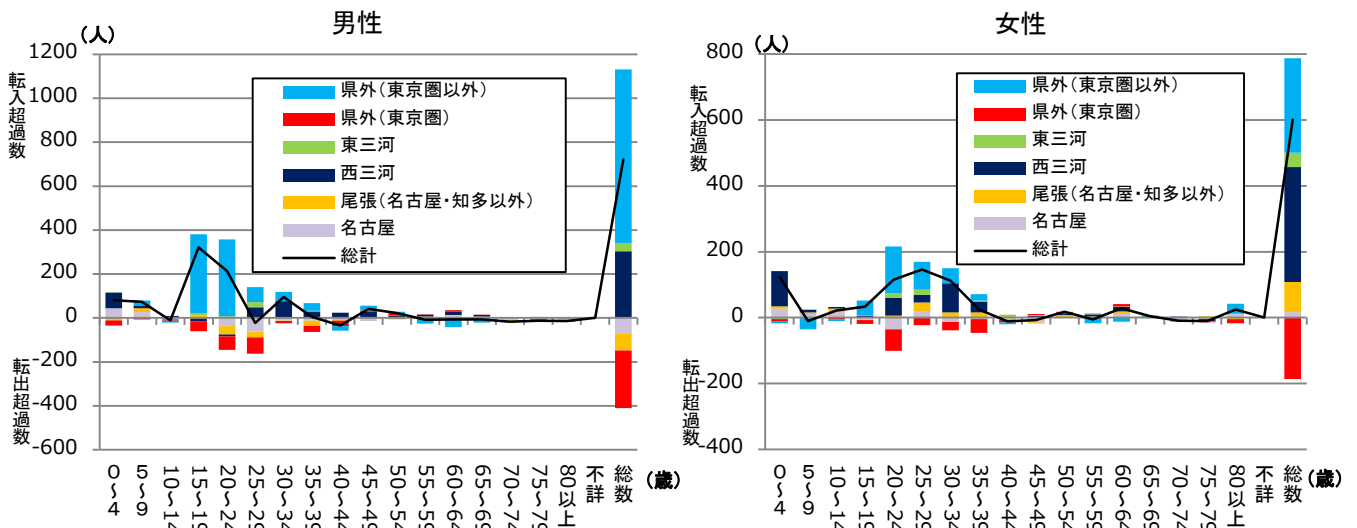 男性
(人)
1200
1000
800
600
400
200
0
-200
-400
-600
転入超過数
転出超過数
県外(東京圏以外)
県外(東京圏)
東三河
西三河
尾張(名古屋・知多以外)
名古屋
総計
0~4
5~9
10~14
15~19
20~24
25~29
30~34
35~39
40~44
45~49
50~54
55~59
60~64
65~69
70~74
75~79
80以上
不詳
総数
(歳)
女性
(人)
800
600
400
200
0
-200
-400
転入超過数
転出超過数
県外(東京圏以外)
県外(東京圏)
東三河
西三河
尾張(名古屋・知多以外)
名古屋
総計
0~4
5~9
10~14
15~19
20~24
25~29
30~34
35~39
40~44
45~49
50~54
55~59
60~64
65~69
70~74
75~79
80以上
不詳
総数
(歳)